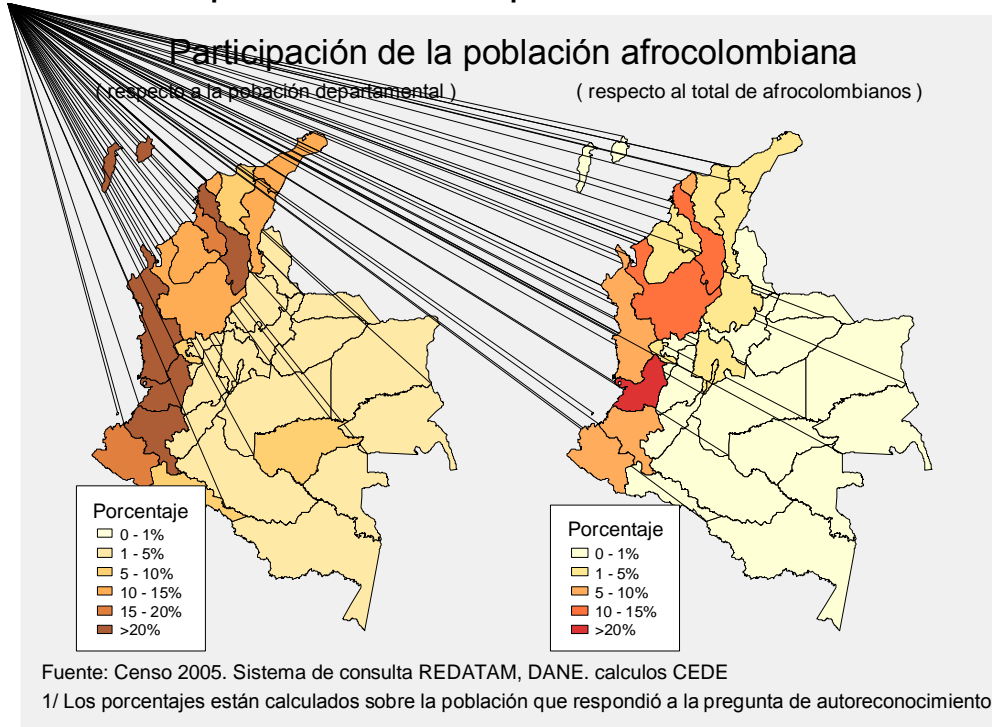 Participación de la población afrocolombiana
( respecto a la pobación departamental )
( respecto al total de afrocolombianos )
Porcentaje
0 - 1%
1 - 5%
5 - 10%
10 - 15%
15 - 20%
>20%
Porcentaje
0 - 1%
1 - 5%
5 - 10%
10 - 15%
>20%
Fuente: Censo 2005. Sistema de consulta REDATAM, DANE. calculos CEDE
1/ Los porcentajes están calculados sobre la población que respondió a la pregunta de autoreconocimiento